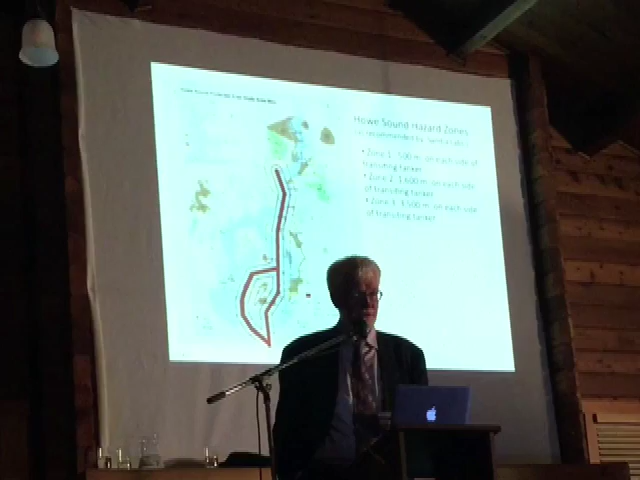 Howe Sound Hazard Zones
• Zone 1: 500 m. on each side of
transiting tanker
• Zone 2: 1,600 m. on each side
of transiting tanker
• Zone 3: 3,500 m. on each side
of transiting tanker